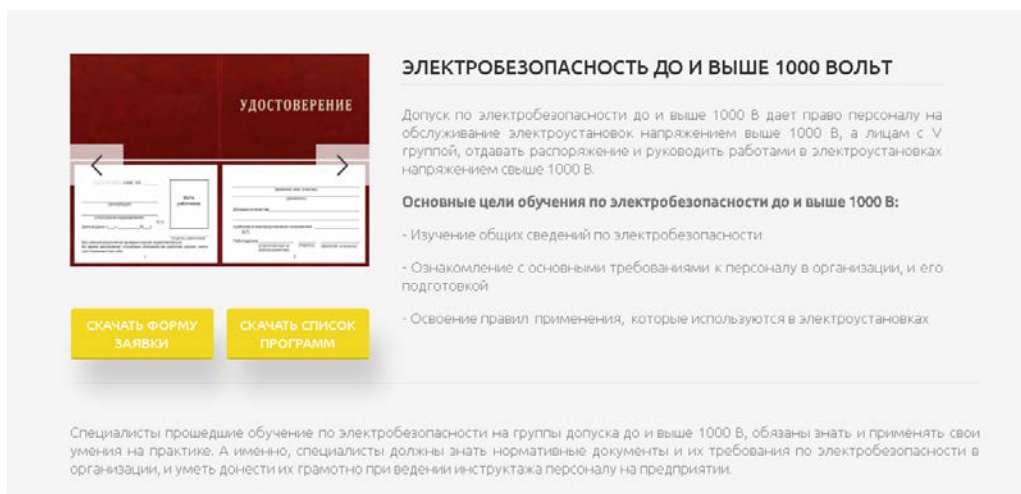 ЭЛЕКТРОБЕЗОПАСНОСТЬ ДО И ВЫШЕ 1000 ВОЛЬТ
УДОСТОВЕРЕНИЕ
Допуск по электробезопасности до и выше 1000 В дает право персоналу на
обслуживание электроустановок напряжением выше 1000 В, а лицам с V
группой, отдавать распоряжение и руководить работами в электроустановках
напряжением свыше 1000 В.
Основные цели обучения по электробезопасности до и выше 1000 В:
- Изучение общих сведений по электробезопасности
- Ознакомление с основными требованиями к персоналу в организации, и его
подготовкой
- Освоение правил применения, которые используются в электроустановках
СКАЧАТЬ ФОРМУ
ЗАЯВКИ
СКАЧАТЬ СПИСОК
ПРОГРАММ
Специалисты прошедшие обучение по электробезопасности на группы допуска до и выше 1000 В, обязаны знать и применять свои
умения на практике. А именно, специалисты должны знать нормативные документы и их требования по электробезопасности в
организации, и уметь донести их грамотно при ведении инструктажа персоналу на предприятии.